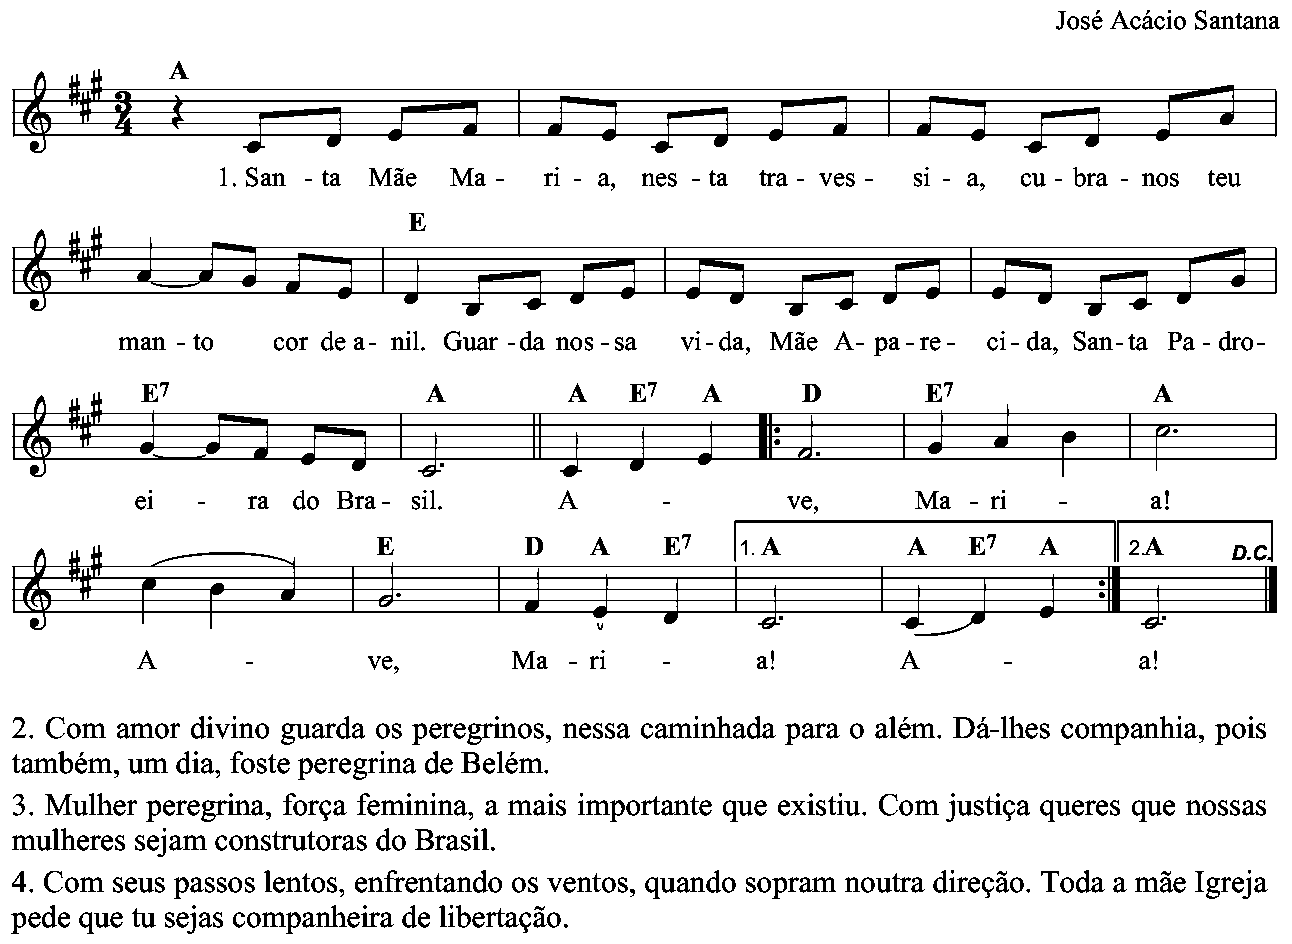 José Acácio Santana
A
3
4
1. San - ta Mãe Ma - ri - a, nes - ta tra - ves - si - a, cu - bra - nos teu
E
man - to cor de a - nil. Guar - da nos - sa vi - da, Mãe A - pa - re - ci - da, San - ta Pa - dro -
E7 A A E7 A D E7 A
ei - ra do Bra - sil. A - ve, Ma - ri - a!
E D A E7 1. A A E7 A 2. A D.C.
A - ve, Ma - ri - a! A - a!
2. Com amor divino guarda os peregrinos, nessa caminhada para o além. Dá-lhes companhia, pois
também, um dia, foste peregrina de Belém.
3. Mulher peregrina, força feminina, a mais importante que existiu. Com justiça queres que nossas
mulheres sejam construtoras do Brasil.
4. Com seus passos lentos, enfrentando os ventos, quando sopram noutra direção. Toda a mãe Igreja
pede que tu sejas companheira de libertação.